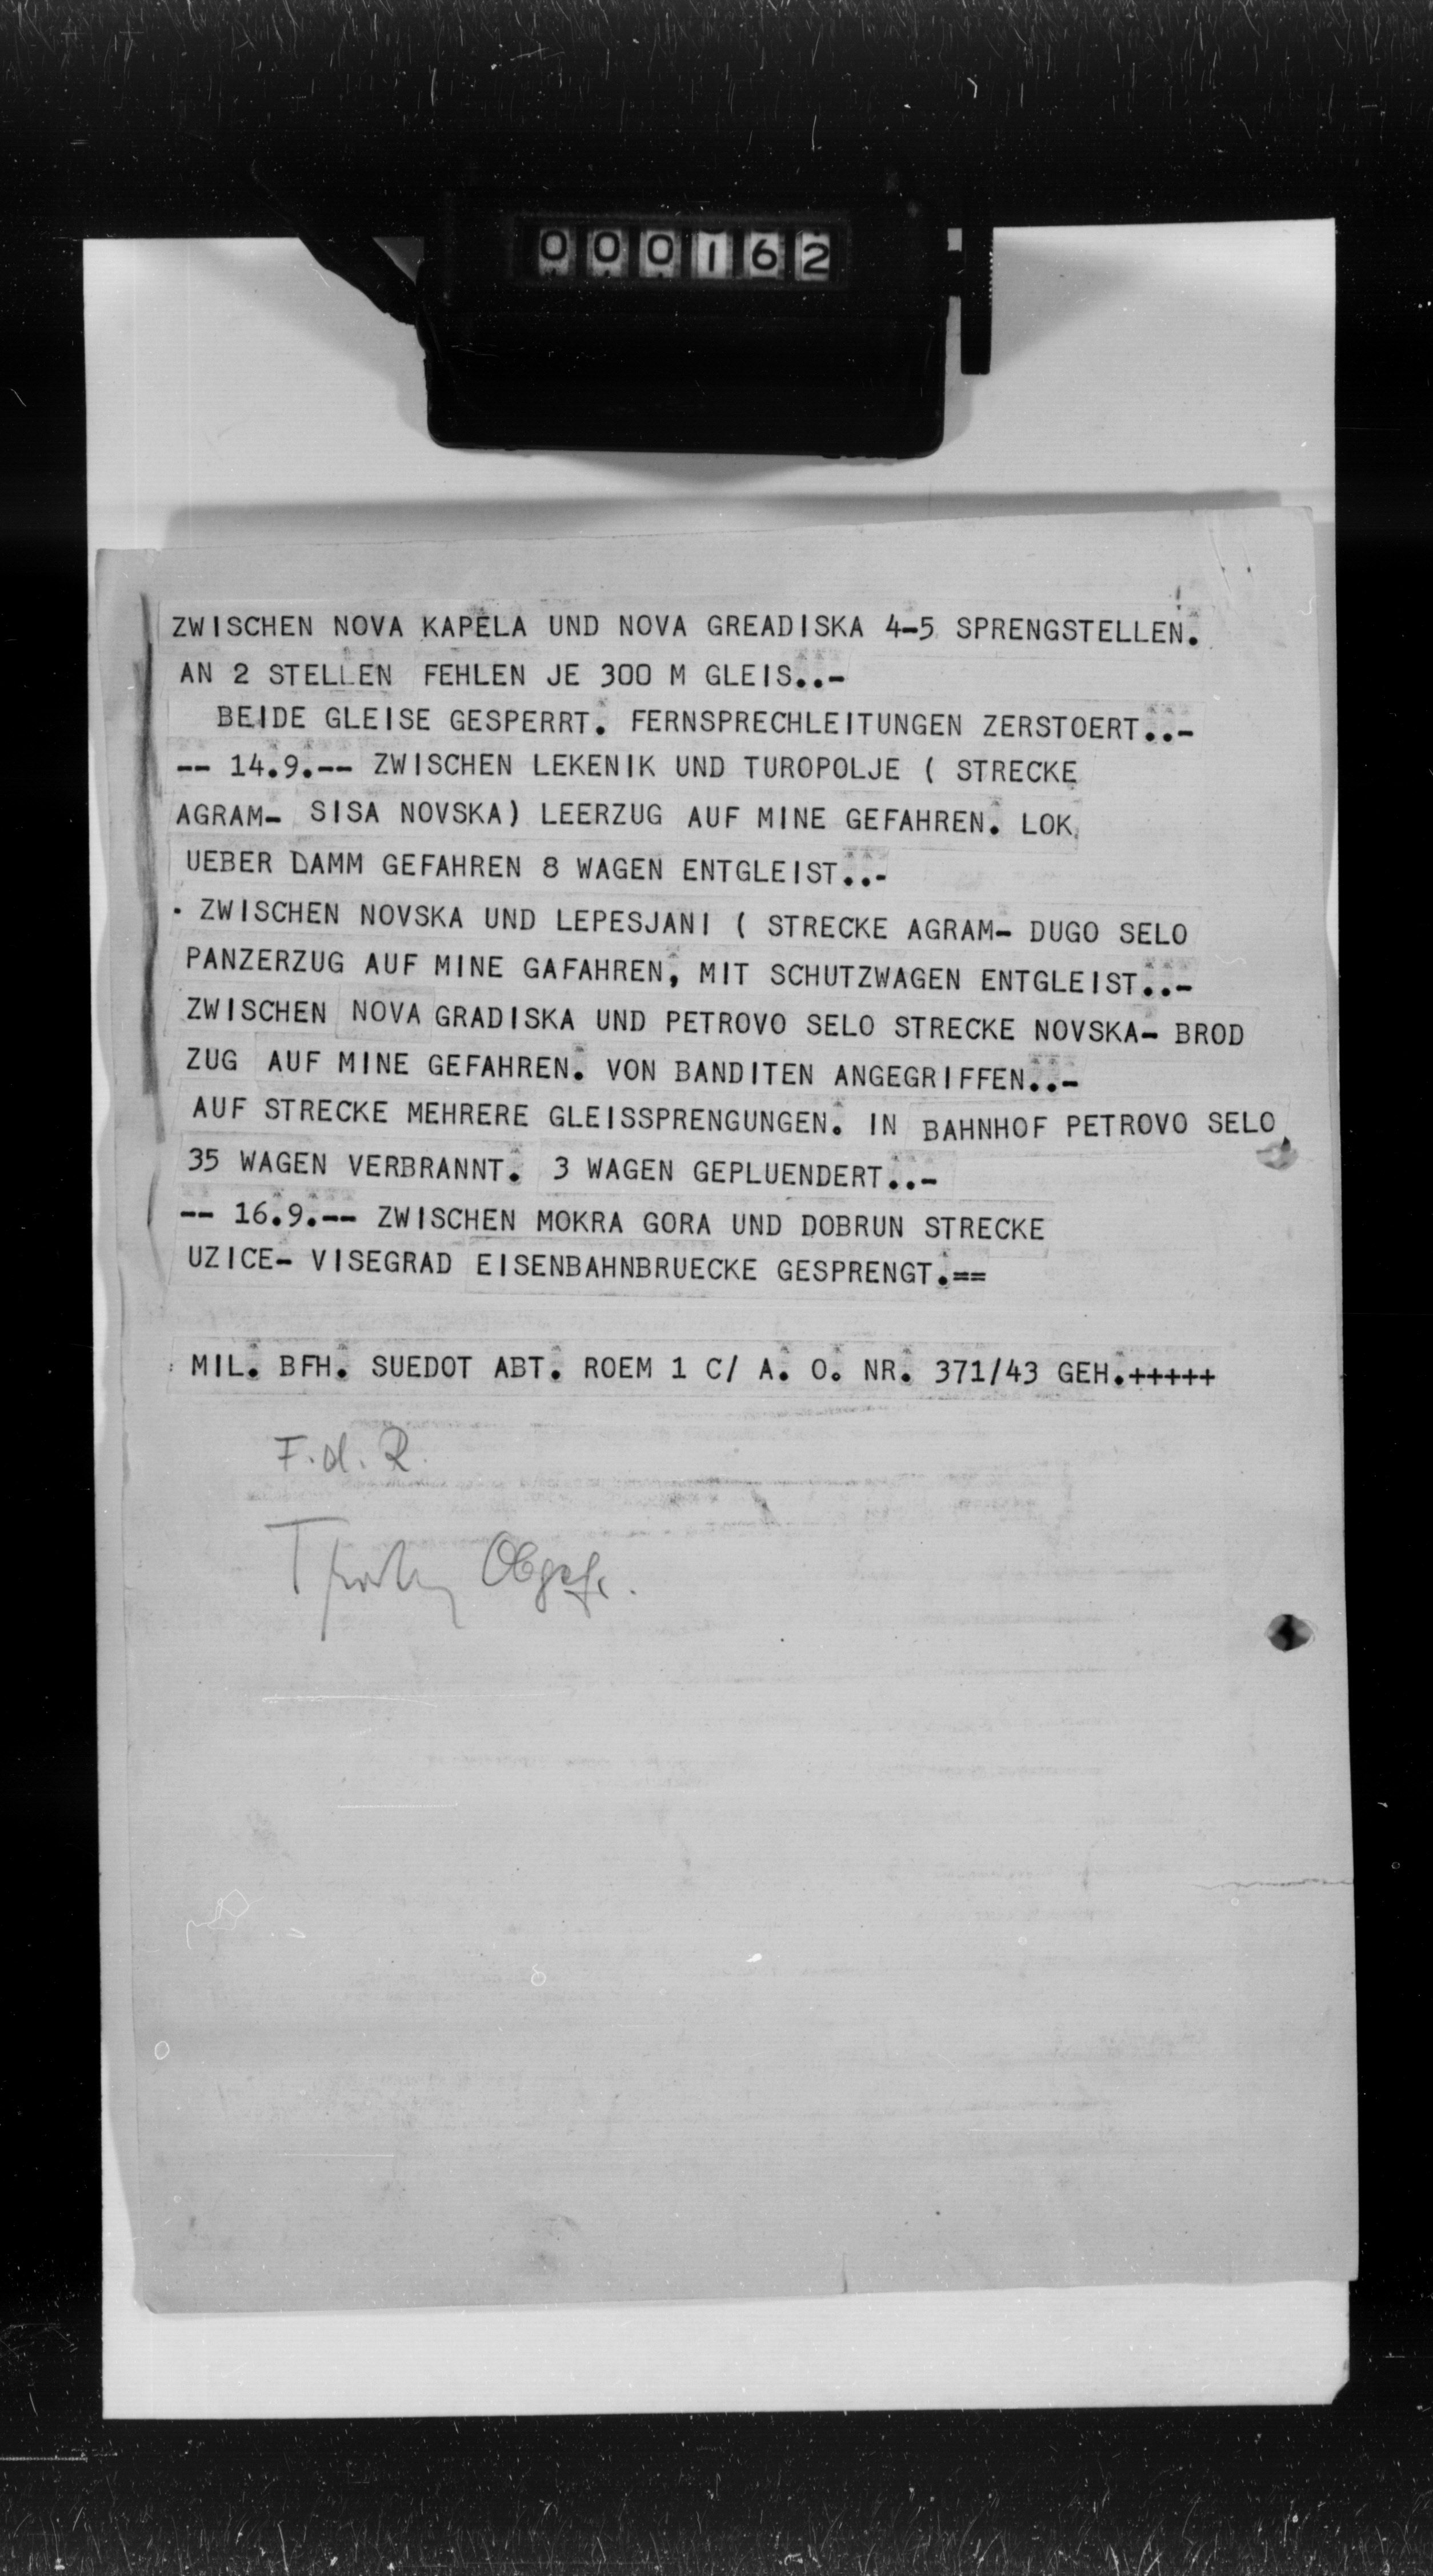 000162
ZWISCHEN NOVA KAPELA UND NOVA GREADISKA 4-5 SPRENGSTELLEN.
AN 2 STELLEN FEHLEN JE 300 M GLEIS..-
BEIDE GLEISE GESPERRT. FERNSPRECHLEITUNGEN ZERSTOERT..-
-- 14.9.-- ZWISCHEN LEKENIK UND TUROPOLJE ( STRECKE
AGRAM- SISA NOVSKA) LEERZUG AUF MINE GEFAHREN. LOK
UEBER DAMM GEFAHREN 8 WAGEN ENTGLEIST..-
ZWISCHEN NOVSKA UND LEPESJANI ( STRECKE AGRAM- DUGO SELO
PANZERZUG AUF MINE GAFAHREN, MIT SCHUTZWAGEN ENTGLEIST..-
ZWISCHEN NOVA GRADISKA UND PETROVO SELO STRECKE NOVSKA- BROD
ZUG AUF MINE GEFAHREN. VON BANDITEN ANGEGRIFFEN..-
AUF STRECKE MEHRERE GLEISSPRENGUNGEN. IN BAHNHOF PETROVO SELO
35 WAGEN VERBRANNT. 3 WAGEN GEPLUENDERT..-
-- 16.9.-- ZWISCHEN MOKRA GORA UND DOBRUN STRECKE
UZICE- VISEGRAD EISENBAHNBRUECKE GESPRENGT.==
MIL. BFH. SUEDOT ABT. ROEM 1 C/ A. O. NR. 371/43 GEH.+++++
F.d.R.
Obgefr.